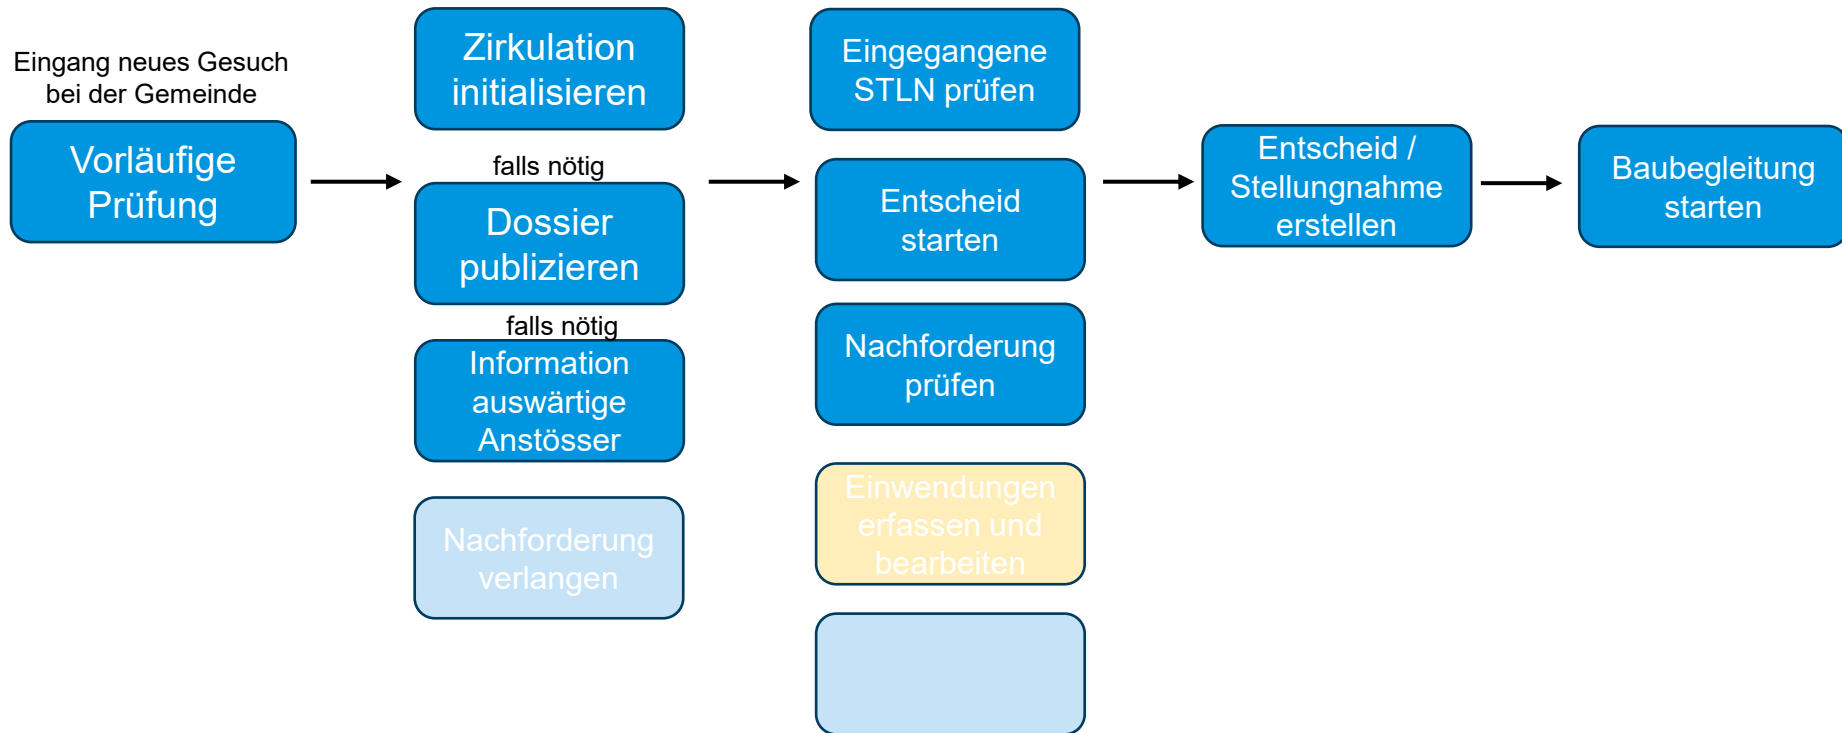 Eingang neues Gesuch
bei der Gemeinde
Vorläufige
Prüfung
Zirkulation
initialisieren
falls nötig
Dossier
publizieren
falls nötig
Information
auswärtige
Anstösser
Nachforderung
verlangen
Eingegangene
STLN prüfen
Entscheid
starten
Nachforderung
prüfen
Einwendungen
erfassen und
bearbeiten
Entscheid /
Stellungnahme
erstellen
Baubegleitung
starten